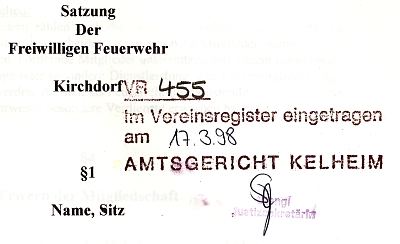 Satzung
Der
Freiwilligen Feuerwehr
Kirchdorf VR 455
Im Vereinsregister eingetragen
am 17.3.98
§1 AMTSGERICHT KELHEIM
Justizsekretärin
Name, Sitz